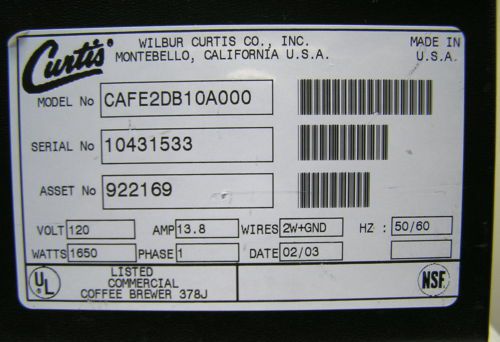 Curtis®
WILBUR CURTIS CO., INC.
MONTEBELLO, CALIFORNIA U.S.A.
MADE IN
U.S.A.
MODEL No CAFE2DB10A000
SERIAL No 10431533
ASSET No 922169
VOLT 120 AMP 13.8 WIRES 2W+GND HZ : 50/60
WATTS 1650 PHASE 1 DATE 02/03
UL®
LISTED
COMMERCIAL
COFFEE BREWER 378J
NSF